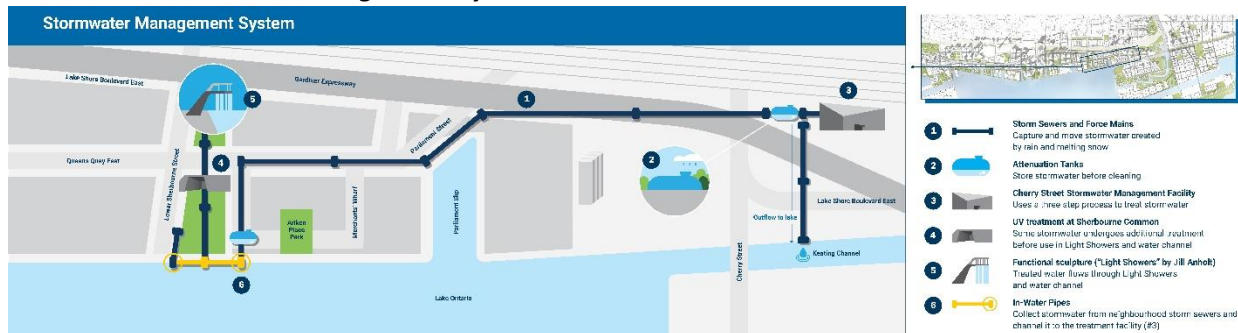 Stormwater Management System
Lake Shore Boulevard East
Gardiner Expressway
1
3
5
Parliament Street
Queens Quay East
4
Lower Sherbourne Street
2
Merchants' Wharf
Parliament Slip
Aitken
Place
Park
Lake Shore Boulevard East
Outflow to lake
Cherry Street
Keating Channel
6
Lake Ontario
1
Storm Sewers and Force Mains
Capture and move stormwater created
by rain and melting snow
2
Attenuation Tanks
Store stormwater before cleaning
3
Cherry Street Stormwater Management Facility
Uses a three step process to treat stormwater
4
UV treatment at Sherbourne Common
Some stormwater undergoes additional treatment
before use in Light Showers and water channel
5
Functional sculpture ("Light Showers" by Jill Anholt)
Treated water flows through Light Showers
and water channel
6
In-Water Pipes
Collect stormwater from neighbourhood storm sewers and
channel it to the treatment facility (#3)